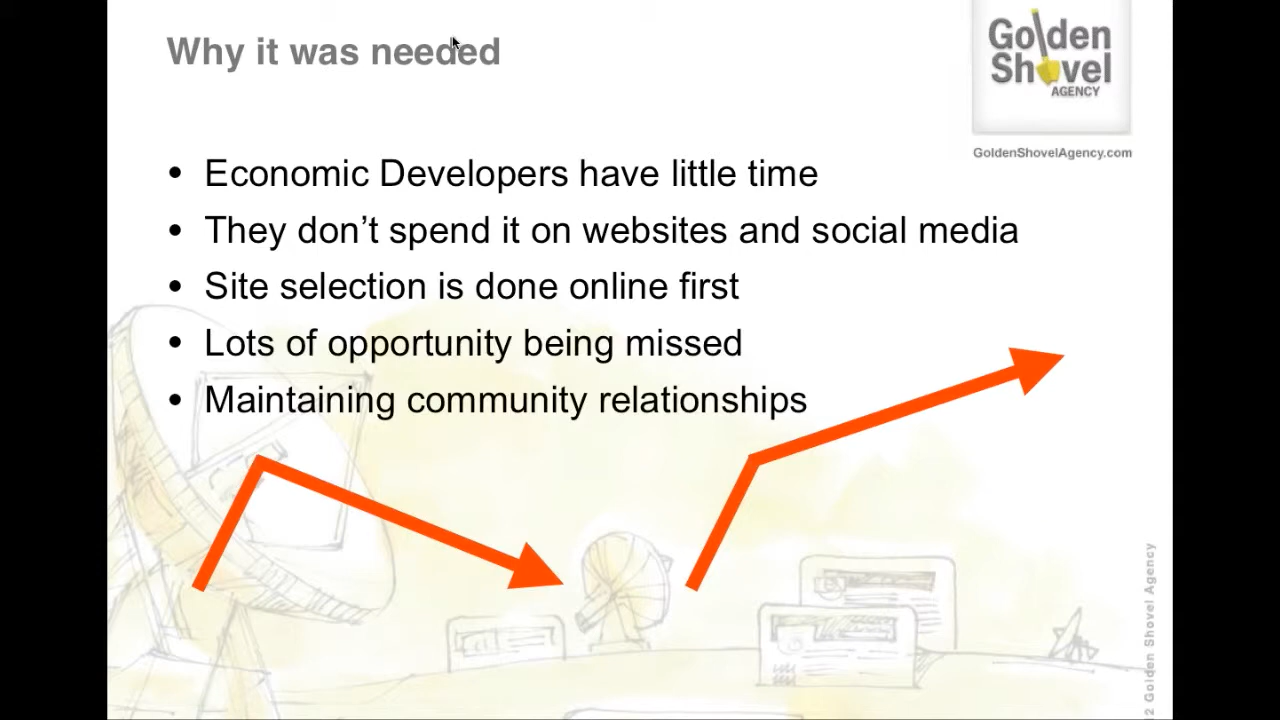 Why it was needed
Golden
Shovel
AGENCY
GoldenShovelAgency.com
• Economic Developers have little time
• They don’t spend it on websites and social media
• Site selection is done online first
• Lots of opportunity being missed
• Maintaining community relationships
2 Golden Shovel Agency